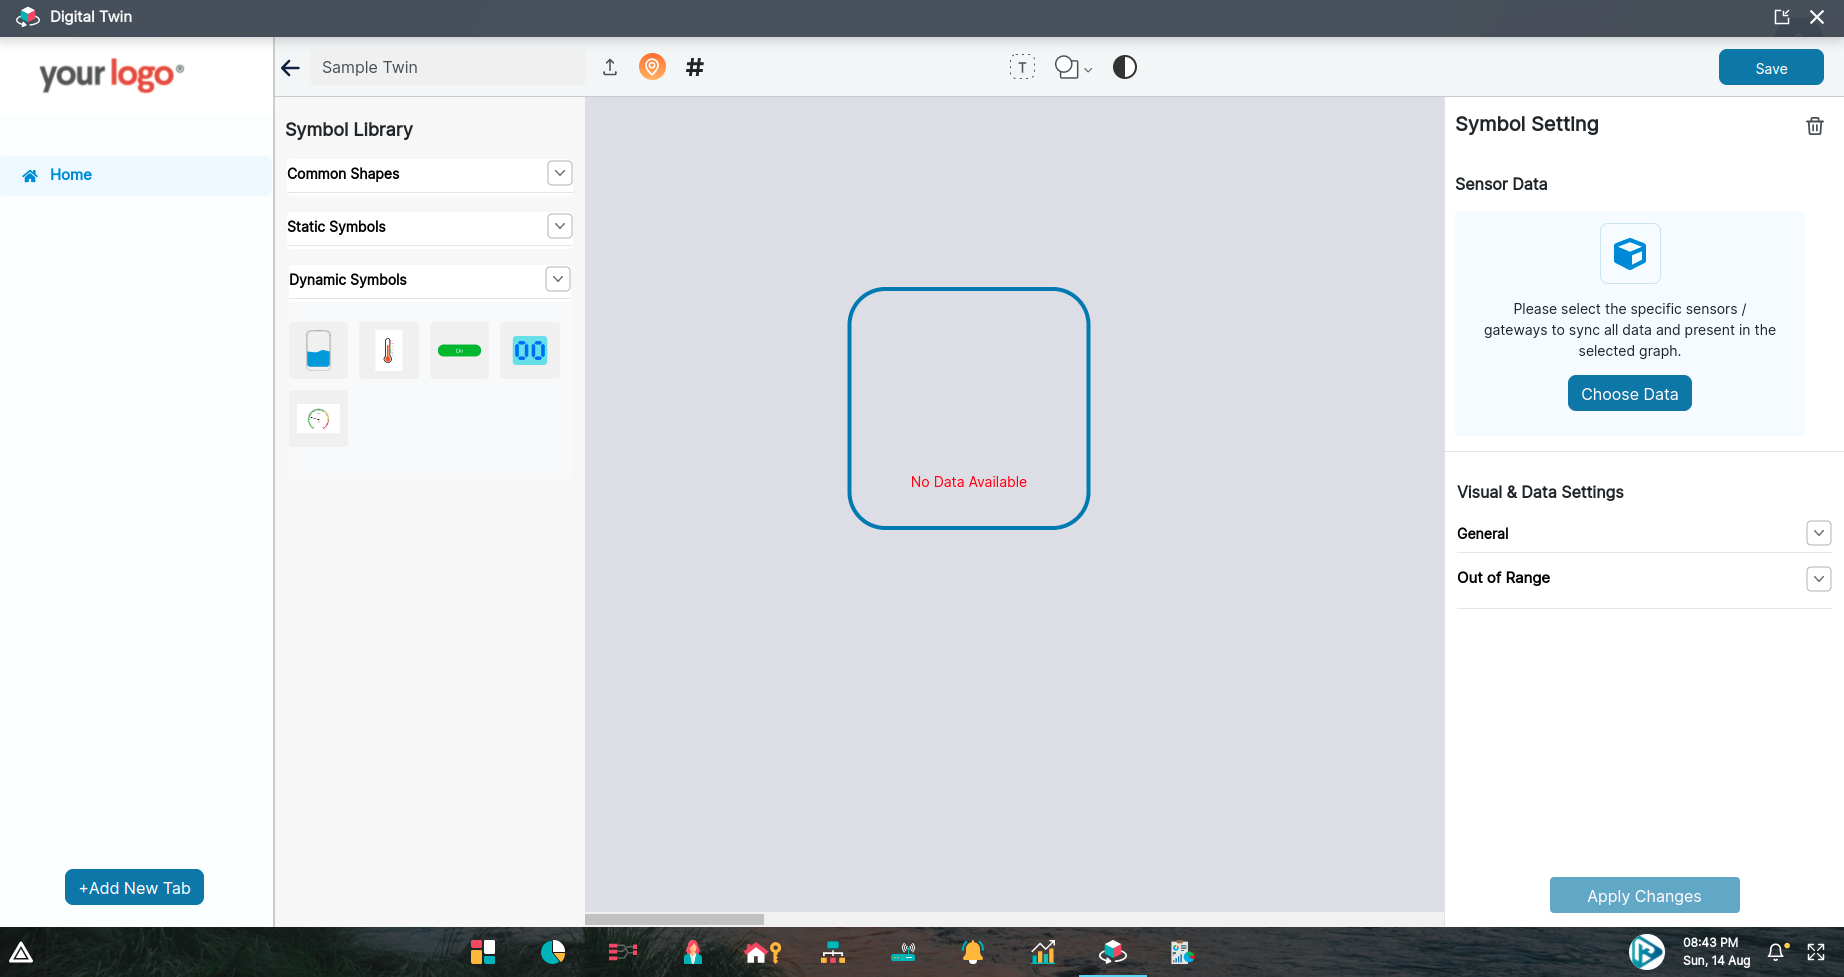 Digital Twin
yourlogo®
Sample Twin
#
T
Save
Home
Symbol Library
Common Shapes
Static Symbols
Dynamic Symbols
On
00
No Data Available
Symbol Setting
Sensor Data
Please select the specific sensors /
gateways to sync all data and present in the
selected graph.
Choose Data
Visual & Data Settings
General
Out of Range
Apply Changes
+Add New Tab
08:43 PM
Sun, 14 Aug